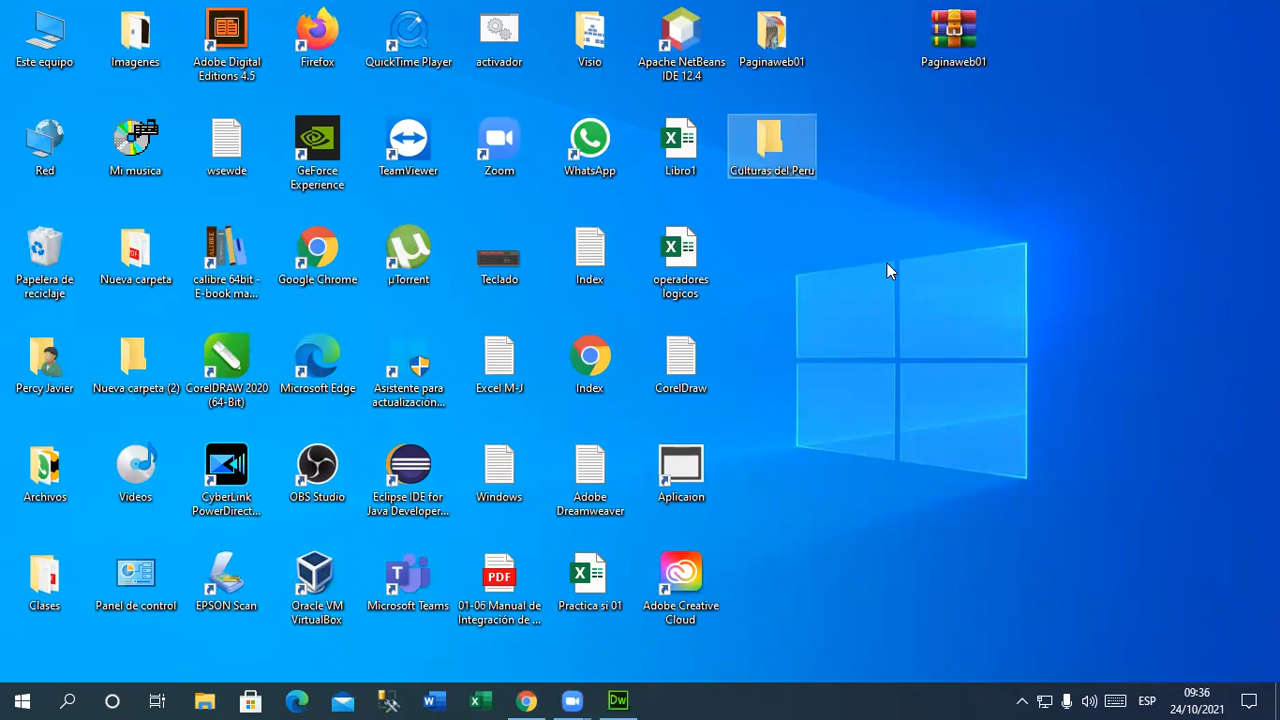 Este equipo
Imagenes
Adobe Digital
Editions 4.5
Firefox
QuickTime Player
activador
Visio
Apache NetBeans
IDE 12.4
Paginaweb01
Paginaweb01
Red
Mi musica
wsewde
GeForce
Experience
TeamViewer
Zoom
WhatsApp
Libro1
Culturas del Peru
Papelera de
reciclaje
Nueva carpeta
calibre 64bit -
E-book ma...
Google Chrome
µTorrent
Teclado
Index
operadores
logicos
Percy Javier
Nueva carpeta (2)
CorelDRAW 2020
(64-Bit)
Microsoft Edge
Asistente para
actualización...
Excel M-J
Index
CorelDraw
Archivos
Videos
CyberLink
PowerDirect...
OBS Studio
Eclipse IDE for
Java Developer...
Windows
Adobe
Dreamweaver
Aplicaion
Clases
Panel de control
EPSON Scan
Oracle VM
VirtualBox
Microsoft Teams
PDF
01-06 Manual de
Integración de ...
Practica si 01
Adobe Creative
Cloud
Dw
ESP
09:36
24/10/2021